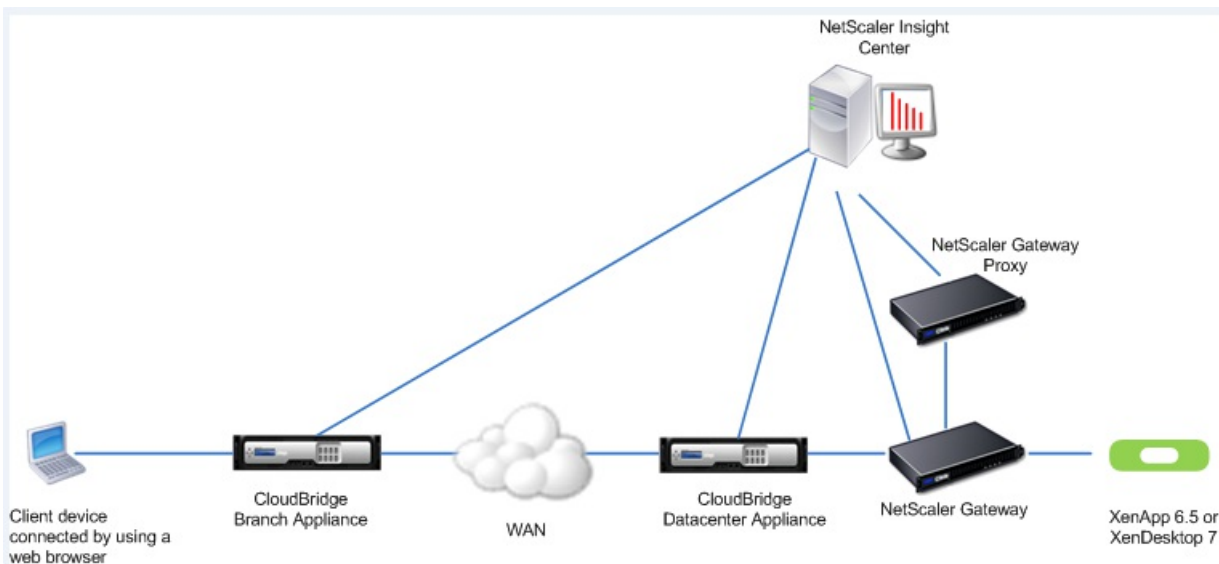 NetScaler Insight
Center
NetScaler Gateway
Proxy
Client device
connected by using a
web browser
CloudBridge
Branch Appliance
WAN
CloudBridge
Datacenter Appliance
NetScaler Gateway
XenApp 6.5 or
XenDesktop 7